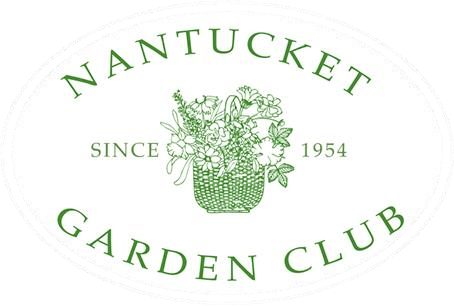 NANTUCKET
SINCE 1954
GARDEN CLUB